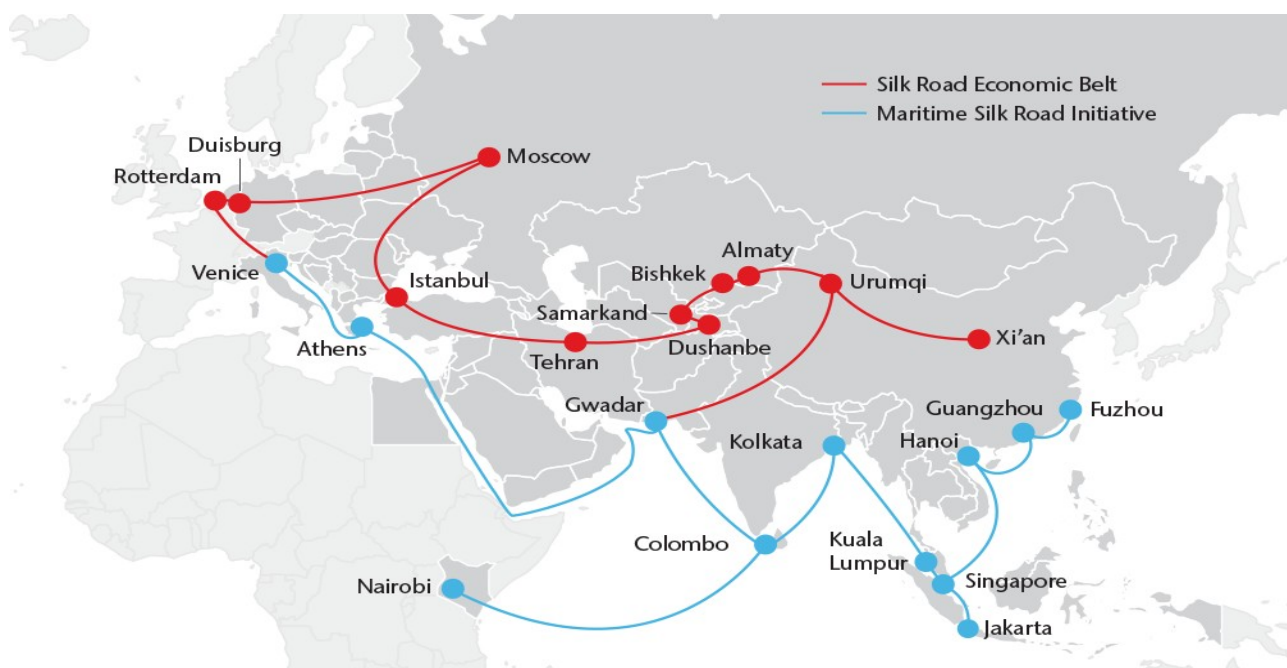 Silk Road Economic Belt
Maritime Silk Road Initiative
Duisburg
Rotterdam
Moscow
Venice
Istanbul
Almaty
Bishkek
Urumqi
Samarkand
Athens
Tehran
Dushanbe
Xi'an
Gwadar
Guangzhou
Fuzhou
Kolkata
Hanoi
Colombo
Kuala
Lumpur
Nairobi
Singapore
Jakarta